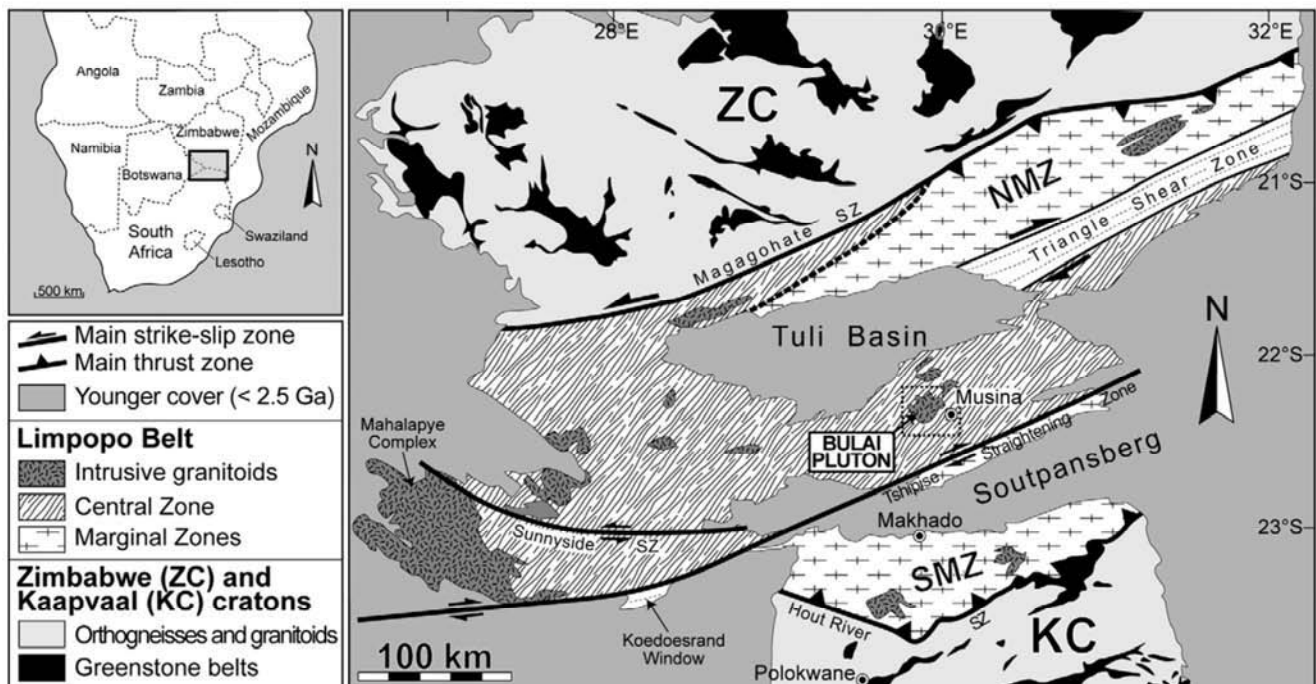 Angola
Zambia
Zimbabwe
Mozambique
Namibia
Botswana
South
Africa
Swaziland
Lesotho
N
500 km
Main strike-slip zone
Main thrust zone
Younger cover (< 2.5 Ga)
Limpopo Belt
Intrusive granitoids
Central Zone
Marginal Zones
Zimbabwe (ZC) and
Kaapvaal (KC) cratons
Orthogneisses and granitoids
Greenstone belts
28°E
30°E
32°E
ZC
NMZ
Triangle Shear Zone
21°S
Magagohate SZ
N
Tuli Basin
22°S
Musina
BULAI
PLUTON
Mahalapye
Complex
Tshipise Straightening Zone
Soutpansberg
Sunnyside SZ
Makhado
23°S
SMZ
Hout River SZ
KC
Koedoesrand
Window
100 km
Polokwane